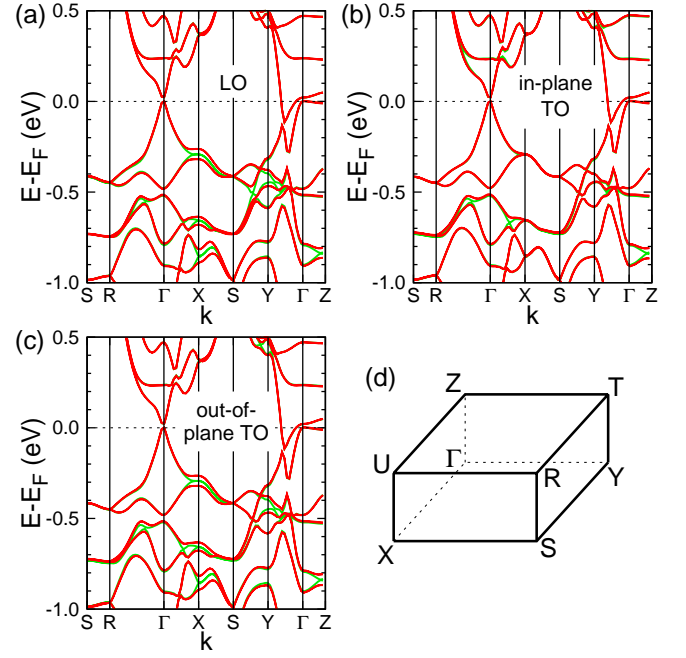 (a)
0.5
0.0
-0.5
-1.0
E-E_F (eV)
LO
S R Γ X S Y Γ Z
k
(b)
0.5
0.0
-0.5
-1.0
E-E_F (eV)
in-plane
TO
S R Γ X S Y Γ Z
k
(c)
0.5
0.0
-0.5
-1.0
E-E_F (eV)
out-of-
plane TO
S R Γ X S Y Γ Z
k
(d)
Z T
U Γ R Y
X S